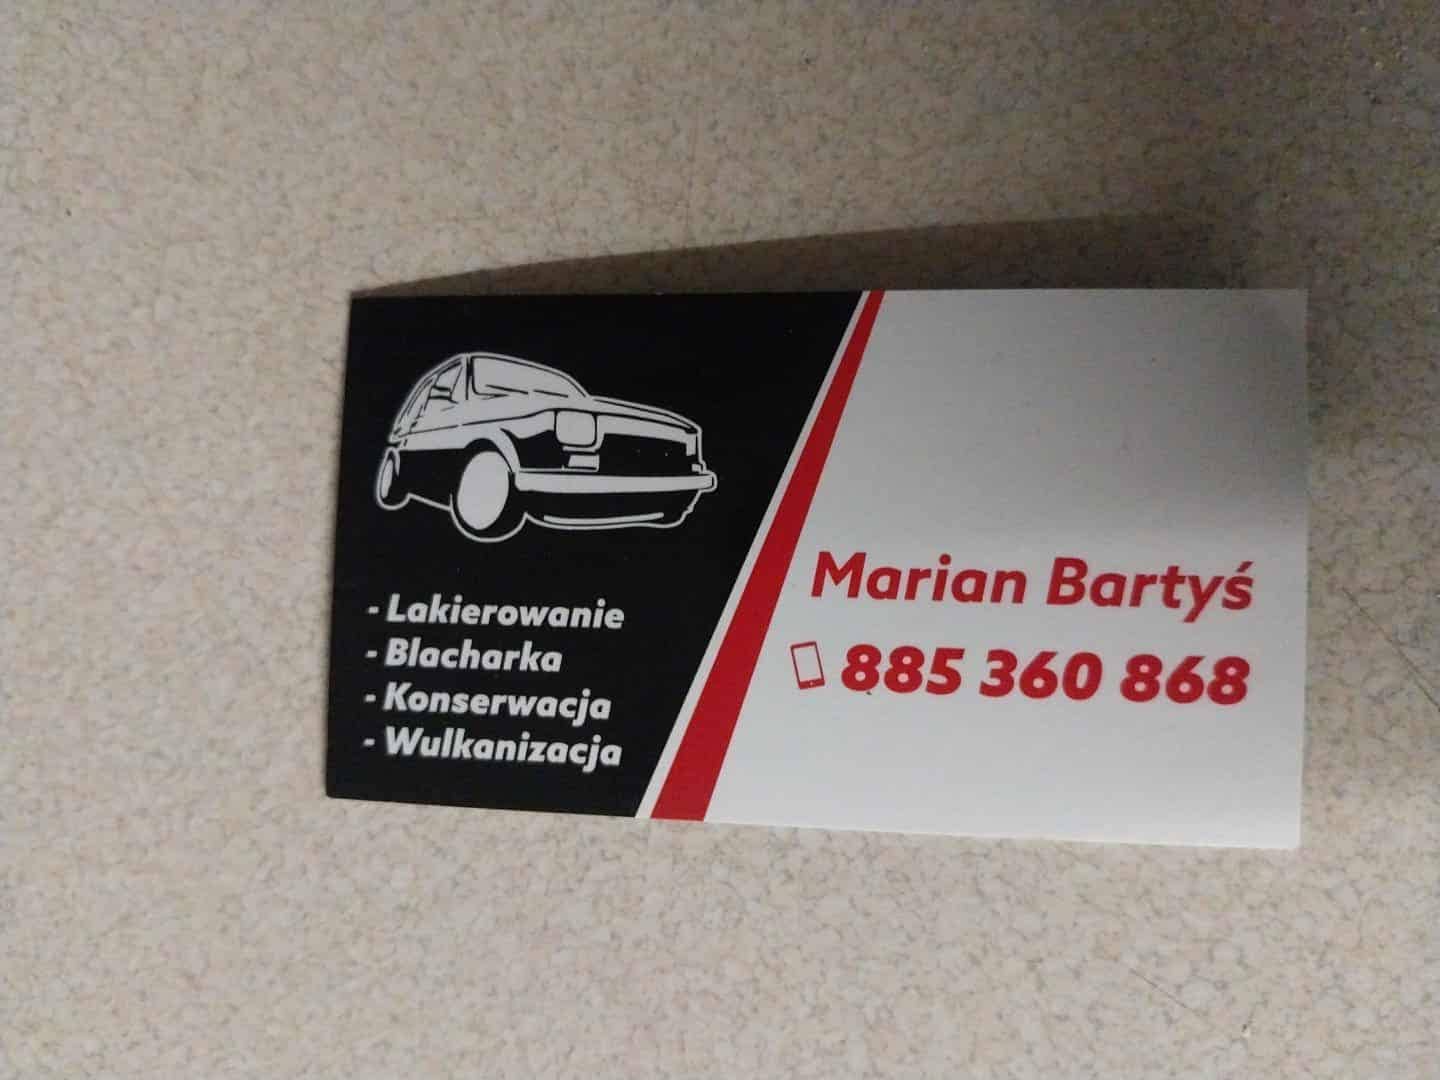 - Lakierowanie
- Blacharka
- Konserwacja
- Wulkanizacja
Marian Bartyś
885 360 868